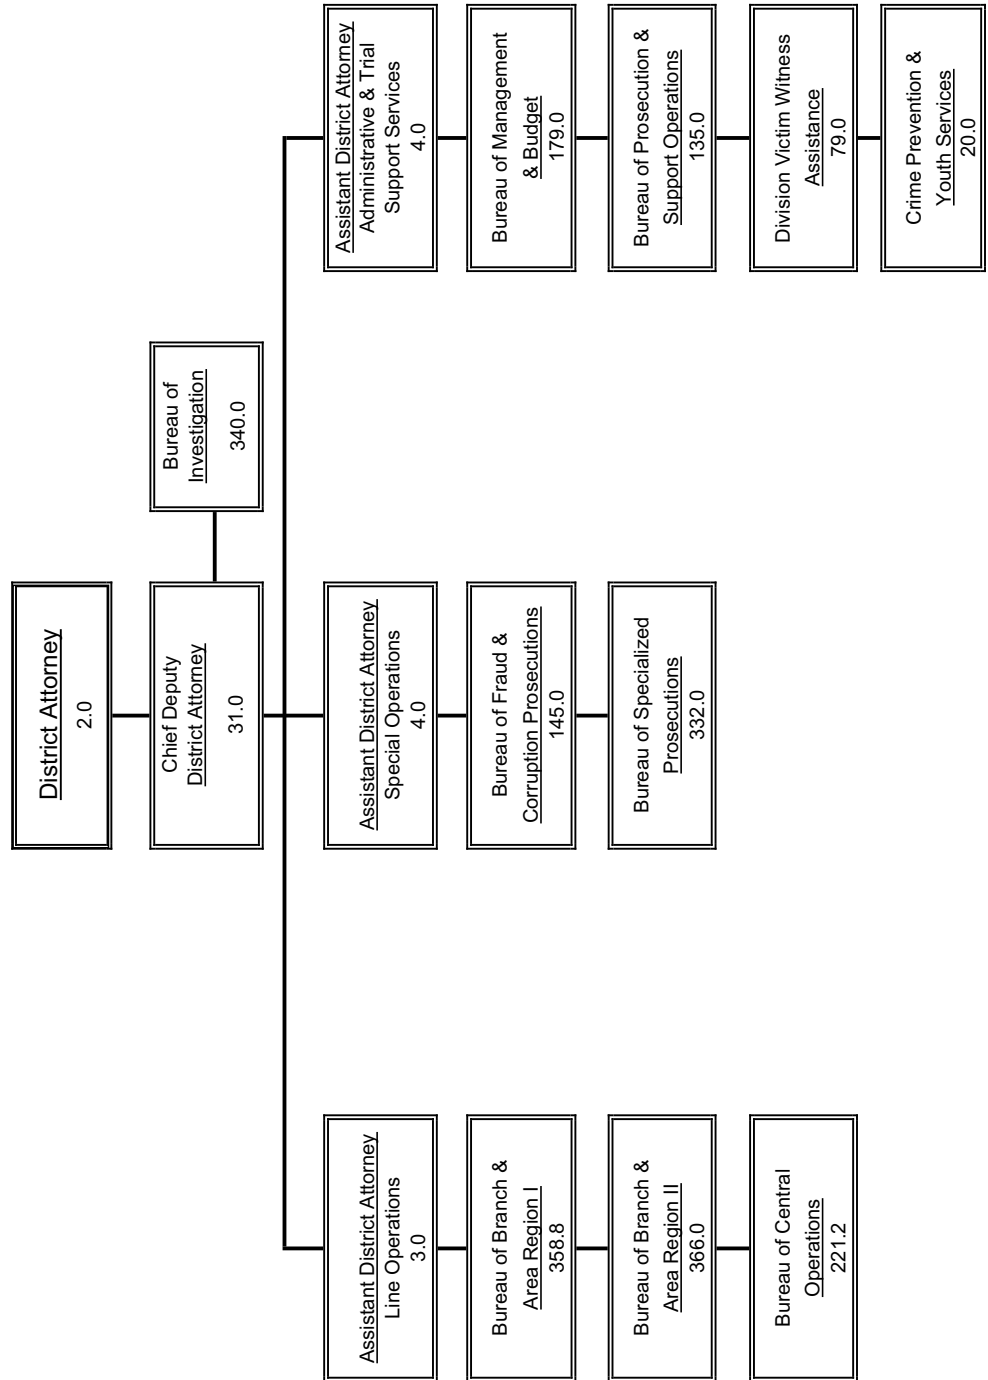 District Attorney
2.0
Chief Deputy
District Attorney
31.0
Bureau of
Investigation
340.0
Assistant District Attorney
Line Operations
3.0
Bureau of Branch &
Area Region I
358.8
Bureau of Branch &
Area Region II
366.0
Bureau of Central
Operations
221.2
Assistant District Attorney
Special Operations
4.0
Bureau of Fraud &
Corruption Prosecutions
145.0
Bureau of Specialized
Prosecutions
332.0
Assistant District Attorney
Administrative & Trial
Support Services
4.0
Bureau of Management
& Budget
179.0
Bureau of Prosecution &
Support Operations
135.0
Division Victim Witness
Assistance
79.0
Crime Prevention &
Youth Services
20.0